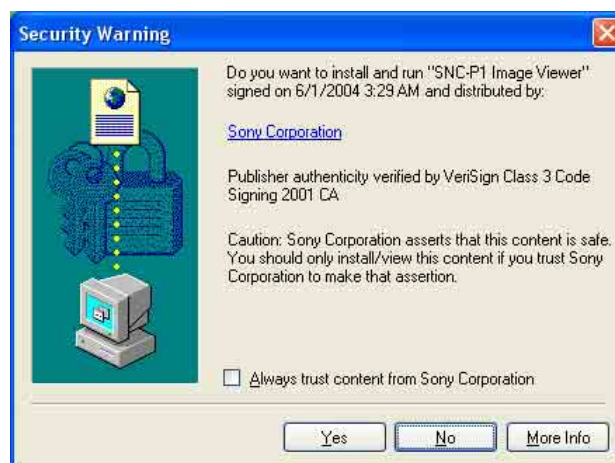 Security Warning
Do you want to install and run "SNC-P1 Image Viewer"
signed on 6/1/2004 3:29 AM and distributed by:
Sony Corporation
Publisher authenticity verified by VeriSign Class 3 Code
Signing 2001 CA
Caution: Sony Corporation asserts that this content is safe.
You should only install/view this content if you trust Sony
Corporation to make that assertion.
Always trust content from Sony Corporation
Yes No More Info